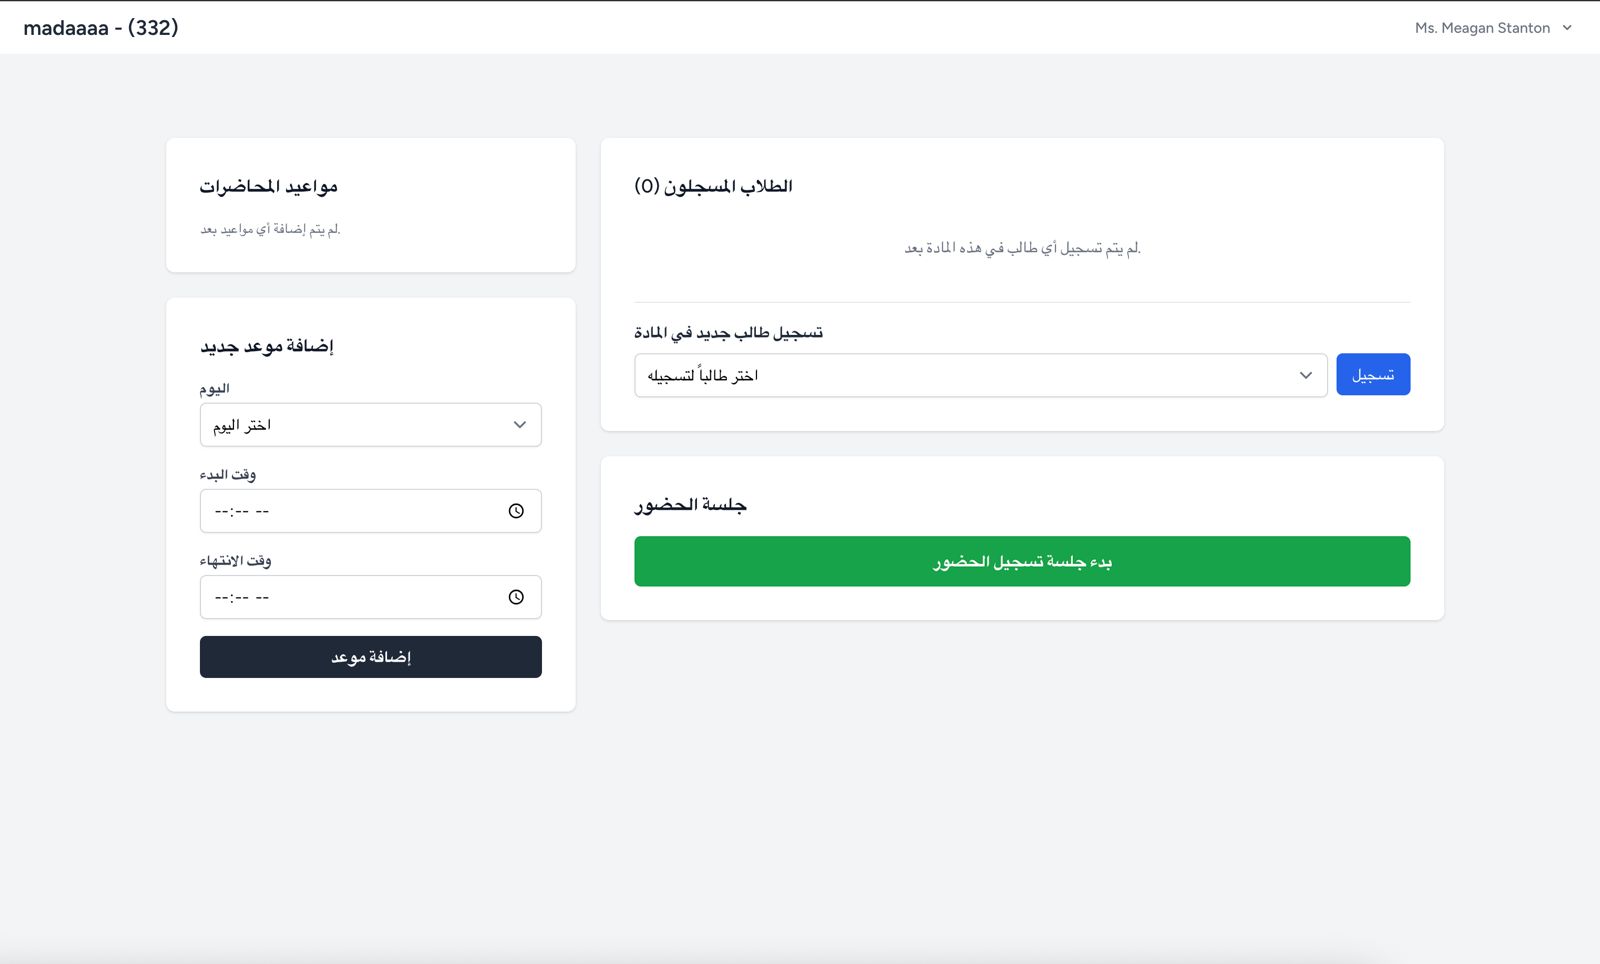 madaaaa - (332)
Ms. Meagan Stanton
مواعيد المحاضرات
لم يتم إضافة أي مواعيد بعد.
إضافة موعد جديد
اليوم
اختر اليوم
وقت البدء
--:-- --
وقت الانتهاء
--:-- --
إضافة موعد
الطلاب المسجلون (0)
لم يتم تسجيل أي طالب في هذه المادة بعد.
تسجيل طالب جديد في المادة
اختر طالباً لتسجيله
تسجيل
جلسة الحضور
بدء جلسة تسجيل الحضور